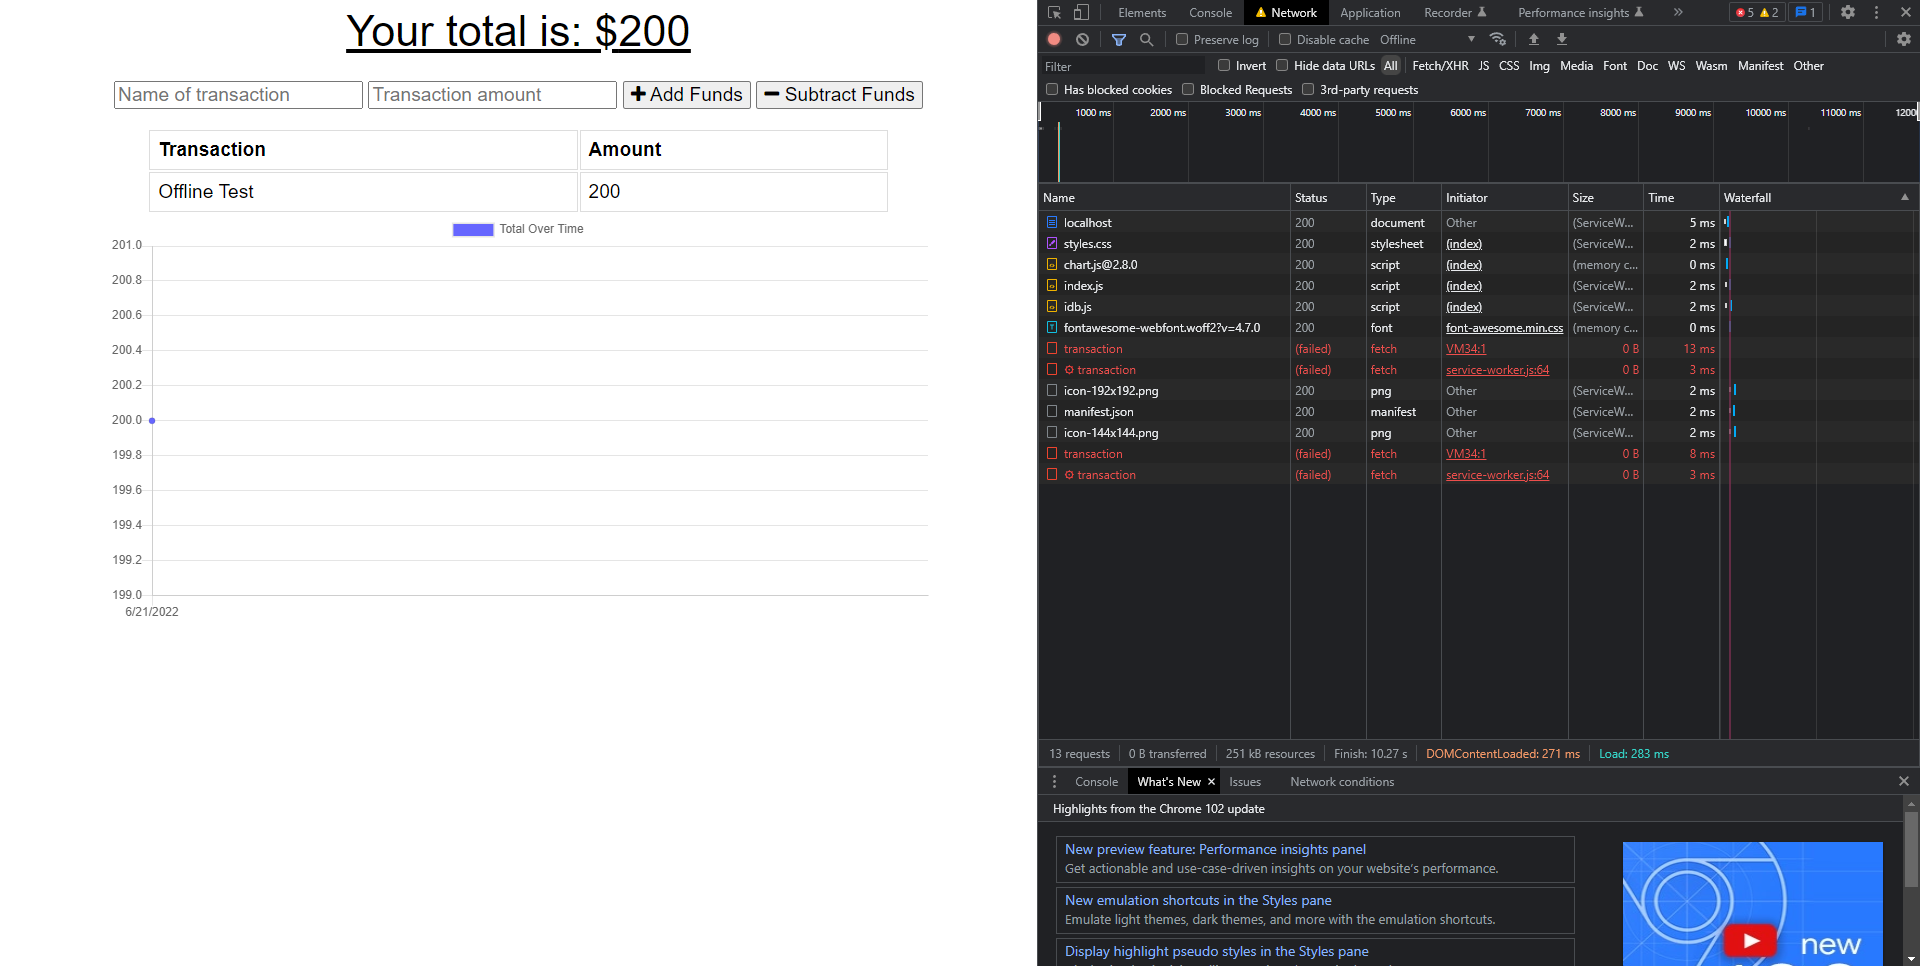 Your total is: $200
Name of transaction Transaction amount Add Funds Subtract Funds
Transaction Amount
Offline Test 200
Total Over Time
201.0
200.8
200.6
200.4
200.2
200.0
199.8
199.6
199.4
199.2
199.0
6/21/2022
Elements Console Network Application Recorder Performance insights 5 2 1
Preserve log Disable cache Offline
Filter Invert Hide data URLs All Fetch/XHR JS CSS Img Media Font Doc WS Wasm Manifest Other
Has blocked cookies Blocked Requests 3rd-party requests
1000 ms 2000 ms 3000 ms 4000 ms 5000 ms 6000 ms 7000 ms 8000 ms 9000 ms 10000 ms 11000 ms 12000
Name Status Type Initiator Size Time Waterfall
localhost 200 document Other (ServiceW... 5 ms
styles.css 200 stylesheet (index) (ServiceW... 2 ms
chart.js@2.8.0 200 script (index) (memory c... 0 ms
index.js 200 script (index) (ServiceW... 2 ms
idb.js 200 script (index) (ServiceW... 2 ms
fontawesome-webfont.woff2?v=4.7.0 200 font font-awesome.min.css (memory c... 0 ms
transaction (failed) fetch VM34:1 0 B 13 ms
transaction (failed) fetch service-worker.js:64 0 B 3 ms
icon-192x192.png 200 png Other (ServiceW... 2 ms
manifest.json 200 manifest Other (ServiceW... 2 ms
icon-144x144.png 200 png Other (ServiceW... 2 ms
transaction (failed) fetch VM34:1 0 B 8 ms
transaction (failed) fetch service-worker.js:64 0 B 3 ms
13 requests 0 B transferred 251 kB resources Finish: 10.27 s DOMContentLoaded: 271 ms Load: 283 ms
Console What's New Issues Network conditions
Highlights from the Chrome 102 update
New preview feature: Performance insights panel
Get actionable and use-case-driven insights on your website's performance.
New emulation shortcuts in the Styles pane
Emulate light themes, dark themes, and more with the emulation shortcuts.
Display highlight pseudo styles in the Styles pane
new